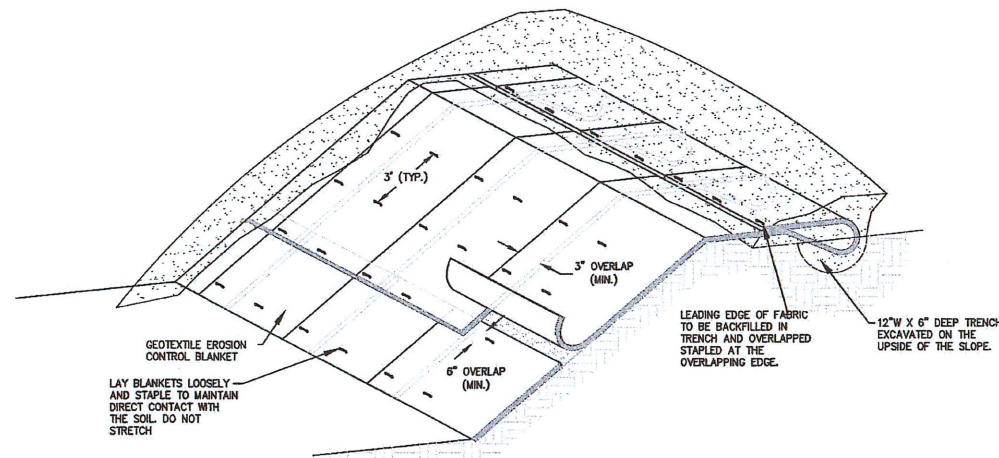 3' (TYP.)
3" OVERLAP
(MIN.)
6" OVERLAP
(MIN.)
GEOTEXTILE EROSION
CONTROL BLANKET
LAY BLANKETS LOOSELY
AND STAPLE TO MAINTAIN
DIRECT CONTACT WITH
THE SOIL. DO NOT
STRETCH
LEADING EDGE OF FABRIC
TO BE BACKFILLED IN
TRENCH AND OVERLAPPED
STAPLED AT THE
OVERLAPPING EDGE.
12"W X 6" DEEP TRENCH
EXCAVATED ON THE
UPSIDE OF THE SLOPE.